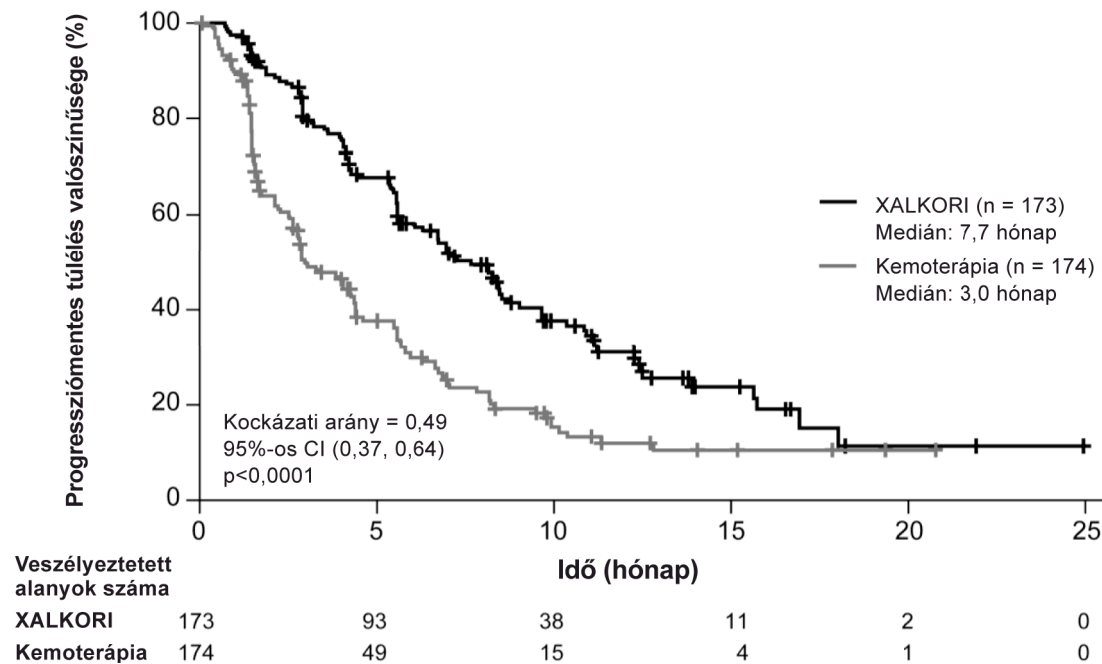 Progressziómentes túlélés valószínűsége (%)
100
80
60
40
20
0
XALKORI (n = 173)
Medián: 7,7 hónap
Kemoterápia (n = 174)
Medián: 3,0 hónap
Kockázati arány = 0,49
95%-os CI (0,37, 0,64)
p<0,0001
0 5 10 15 20 25
Idő (hónap)
Veszélyeztetett
alanyok száma
XALKORI 173 93 38 11 2 0
Kemoterápia 174 49 15 4 1 0